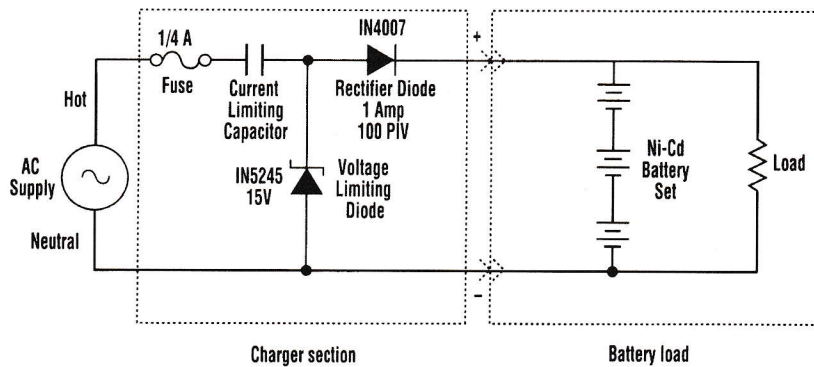 1/4 A
Fuse
Hot
Current
Limiting
Capacitor
IN4007
Rectifier Diode
1 Amp
100 PIV
+
AC
Supply
IN5245
15V
Voltage
Limiting
Diode
Ni-Cd
Battery
Set
Load
Neutral
–
Charger section
Battery load